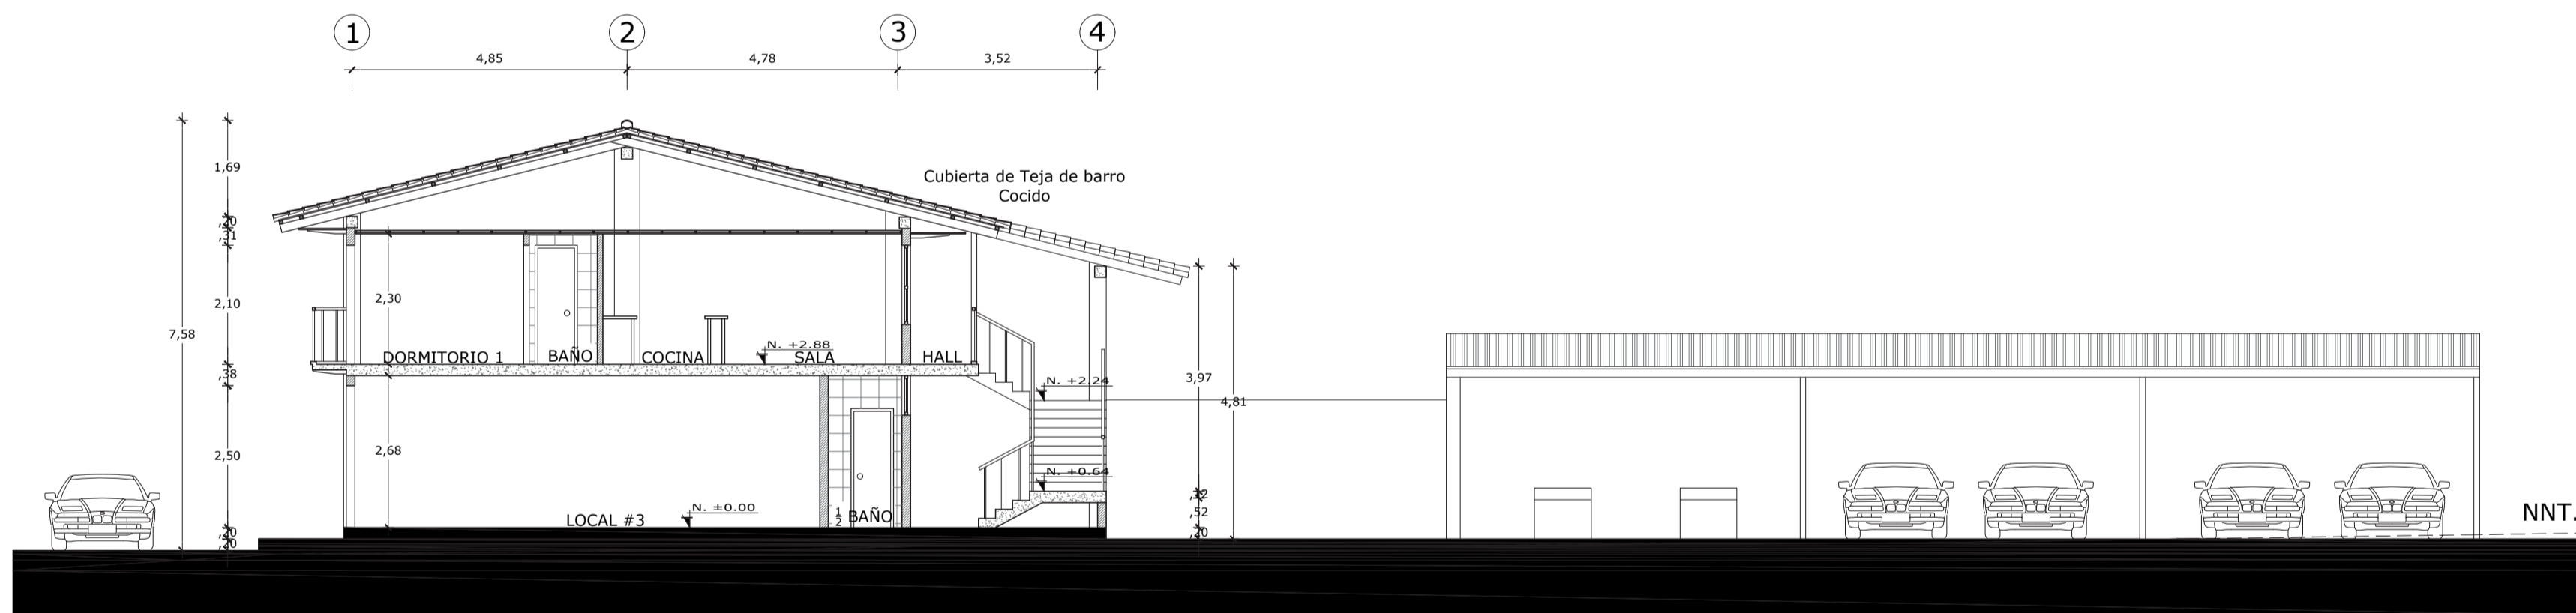 1
2
3
4
4,85
4,78
3,52
1,69
Cubierta de Teja de barro
Cocido
,20
,31
2,30
2,10
7,58
N. +2.88
DORMITORIO 1
BAÑO
COCINA
SALA
HALL
,38
N. +2.24
3,97
4,81
2,68
2,50
N. +0.64
N. ±0.00
LOCAL #3
1
2
BAÑO
,52
,20
,20
,20
NNT.